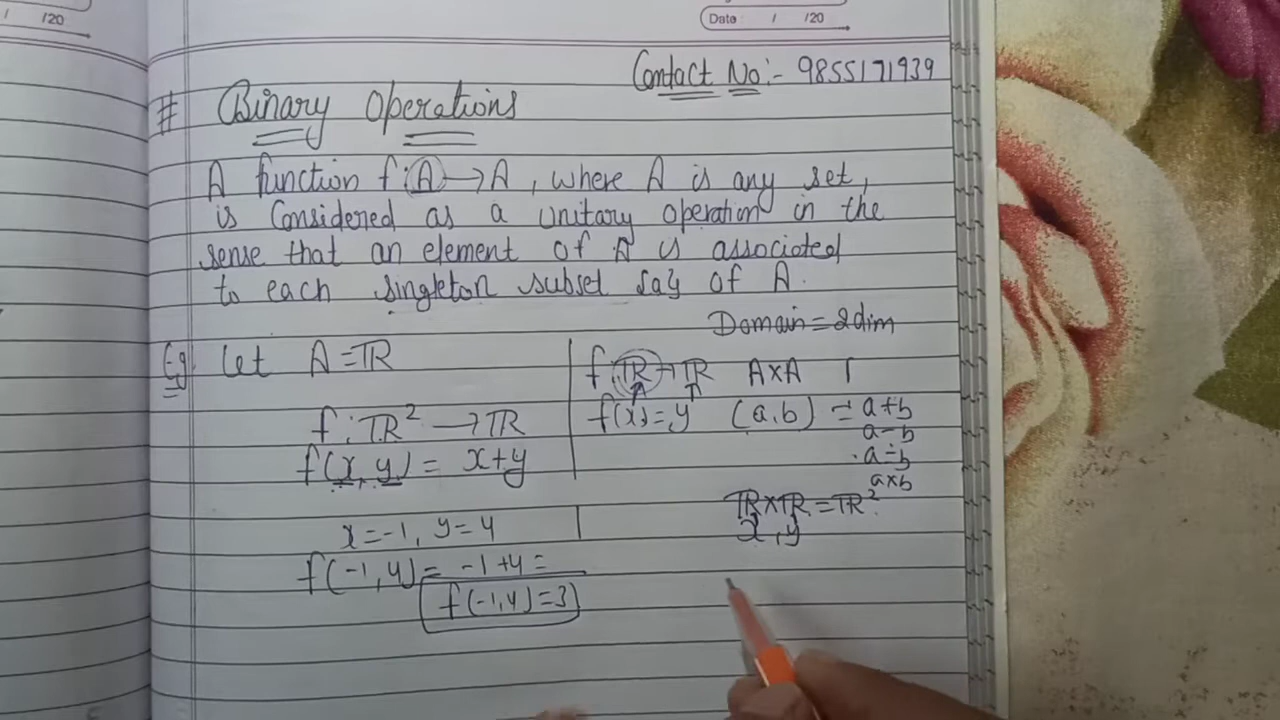 / /20
Date / /20
Contact No:- 9855171939
# Binary Operations
A function f:A→A, where A is any set,
is considered as a unitary operation in the
sense that an element of A is associated
to each singleton subset say of A.
Domain = 2dim
Eg: Let A = R
f:R→R A×A
f: R² → R
f(x)=y (a,b) = a+b
a-b
a÷b
a×b
f(x, y) = x+y
R×R = R²
x, y
x=-1, y=4
f(-1,4) = -1+4=
f(-1,4)=3